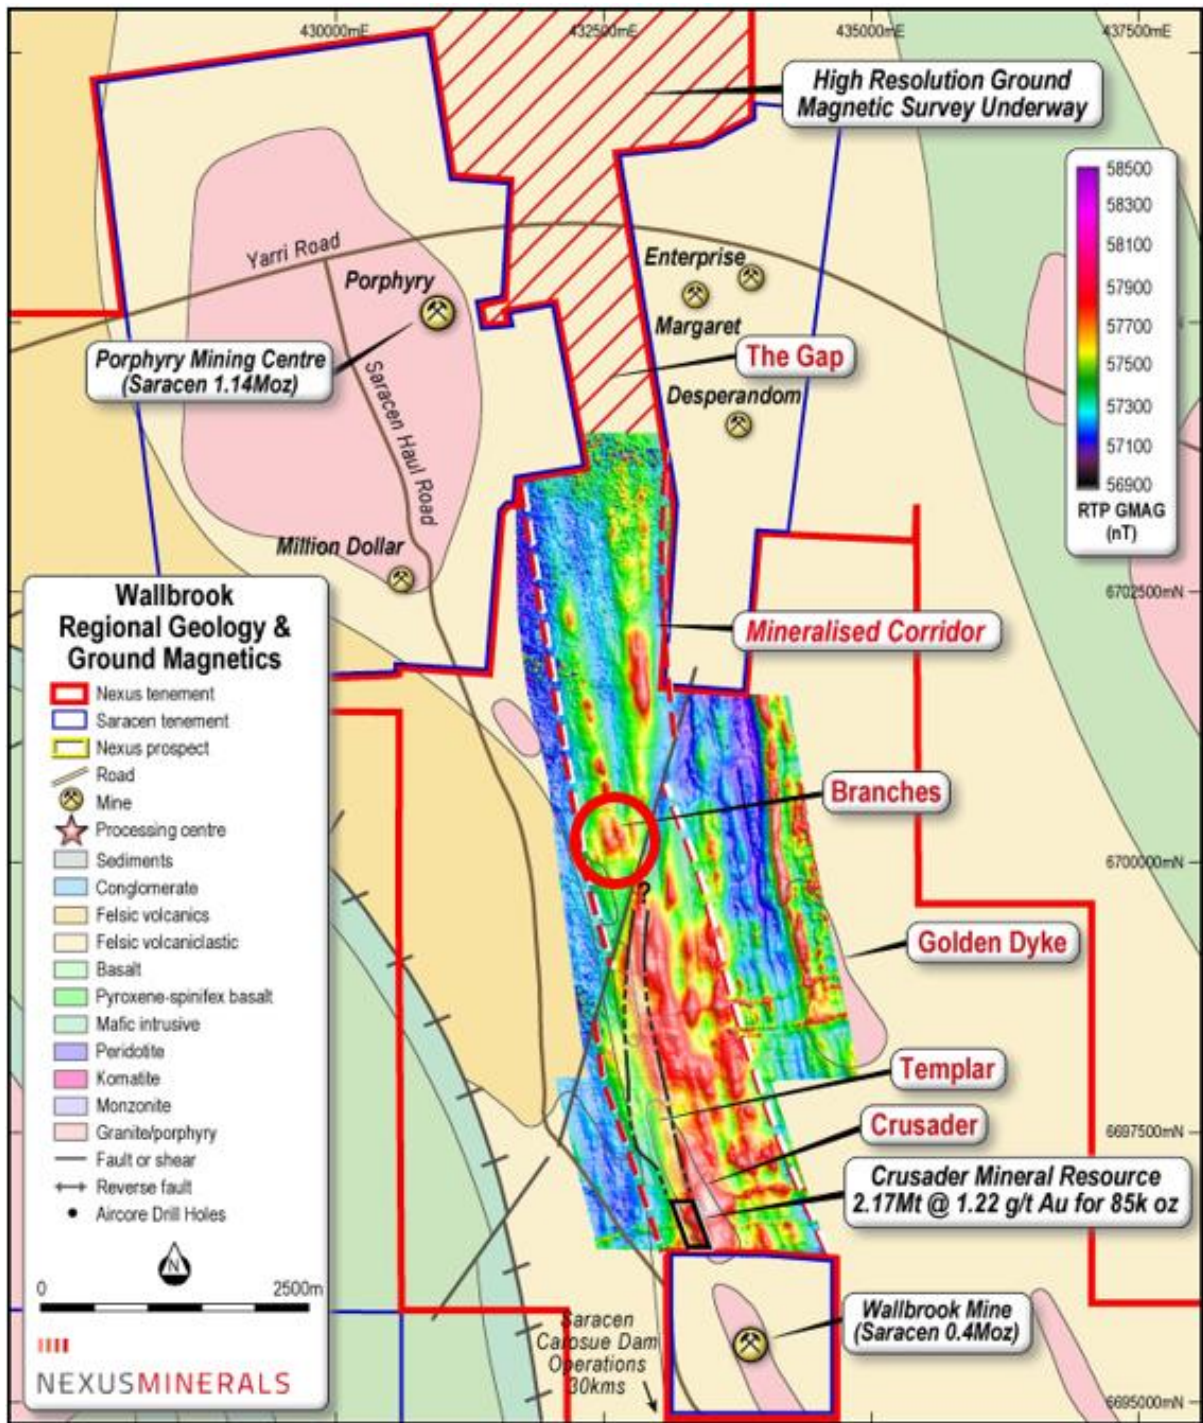 430000mE
432500mE
435000mE
437500mE
High Resolution Ground
Magnetic Survey Underway
58500
58300
58100
57900
57700
57500
57300
57100
56900
RTP GMAG
(nT)
Yarri Road
Porphyry
Enterprise
Margaret
Porphyry Mining Centre
(Saracen 1.14Moz)
The Gap
Saracen Haul Road
Desperandom
Million Dollar
6702500mN
Mineralised Corridor
Wallbrook
Regional Geology &
Ground Magnetics
Nexus tenement
Saracen tenement
Nexus prospect
Road
Mine
Processing centre
Sediments
Conglomerate
Felsic volcanics
Felsic volcaniclastic
Basalt
Pyroxene-spinifex basalt
Mafic intrusive
Peridotite
Komatite
Monzonite
Granite/porphyry
Fault or shear
Reverse fault
Aircore Drill Holes
N
0
2500m
NEXUSMINERALS
Branches
6700000mN
?
Golden Dyke
Templar
Crusader
6697500mN
Crusader Mineral Resource
2.17Mt @ 1.22 g/t Au for 85k oz
Wallbrook Mine
(Saracen 0.4Moz)
Saracen
Carosue Dam
Operations
30kms
6695000mN